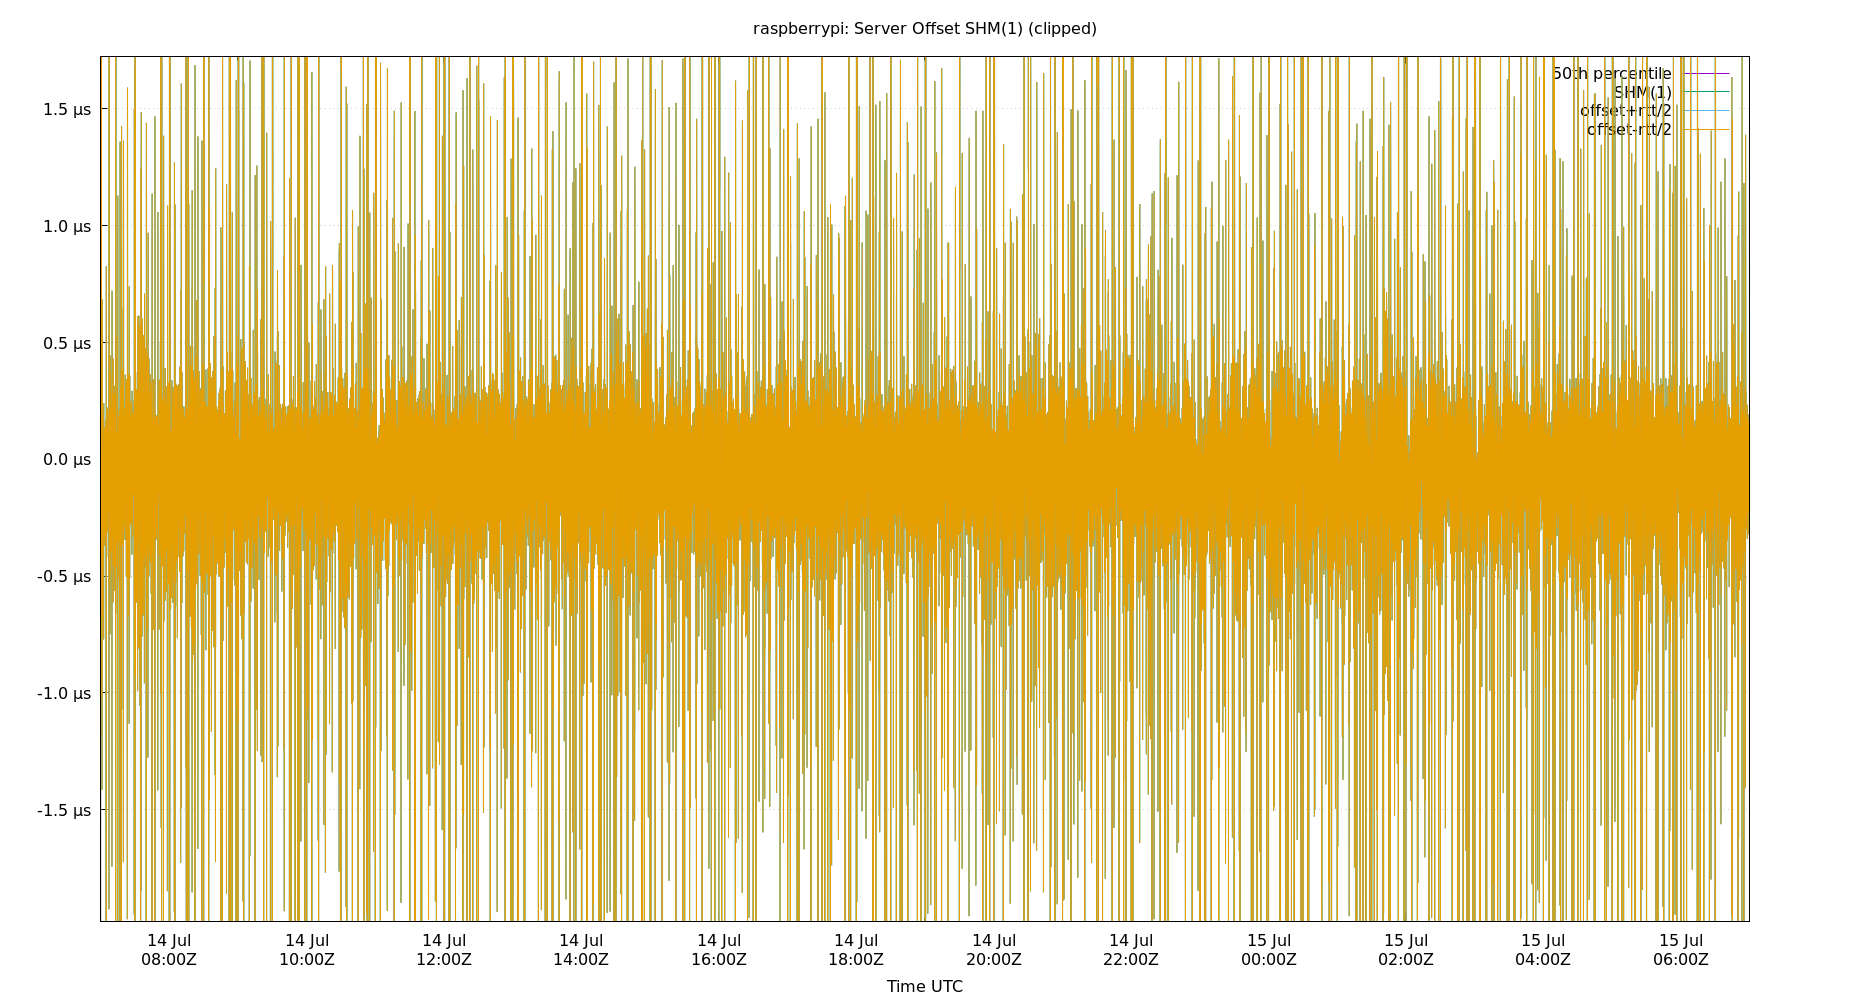 raspberrypi: Server Offset SHM(1) (clipped)
50th percentile
SHM(1)
offset+rtt/2
offset-rtt/2
1.5 µs
1.0 µs
0.5 µs
0.0 µs
-0.5 µs
-1.0 µs
-1.5 µs
14 Jul 14 Jul 14 Jul 14 Jul 14 Jul 14 Jul 14 Jul 14 Jul 15 Jul 15 Jul 15 Jul 15 Jul
08:00Z 10:00Z 12:00Z 14:00Z 16:00Z 18:00Z 20:00Z 22:00Z 00:00Z 02:00Z 04:00Z 06:00Z
Time UTC